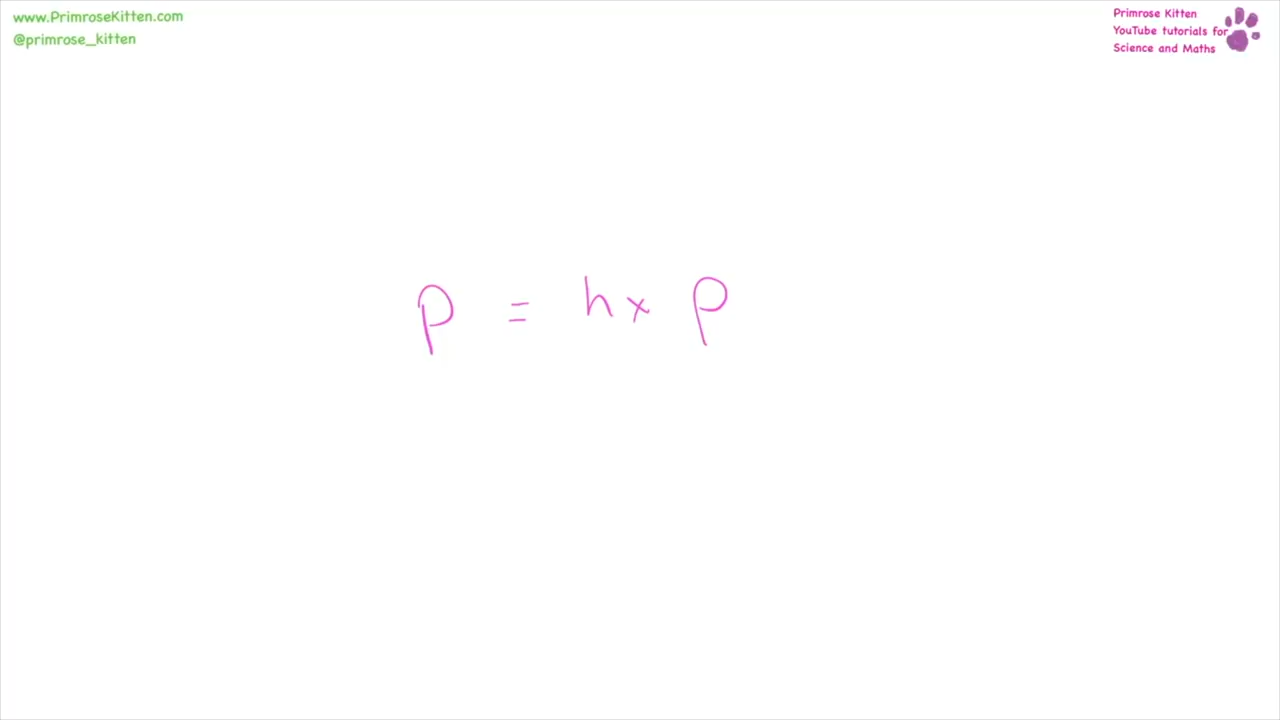 www.PrimroseKitten.com
@primrose_kitten
Primrose Kitten
YouTube tutorials for
Science and Maths
p = h x ρ